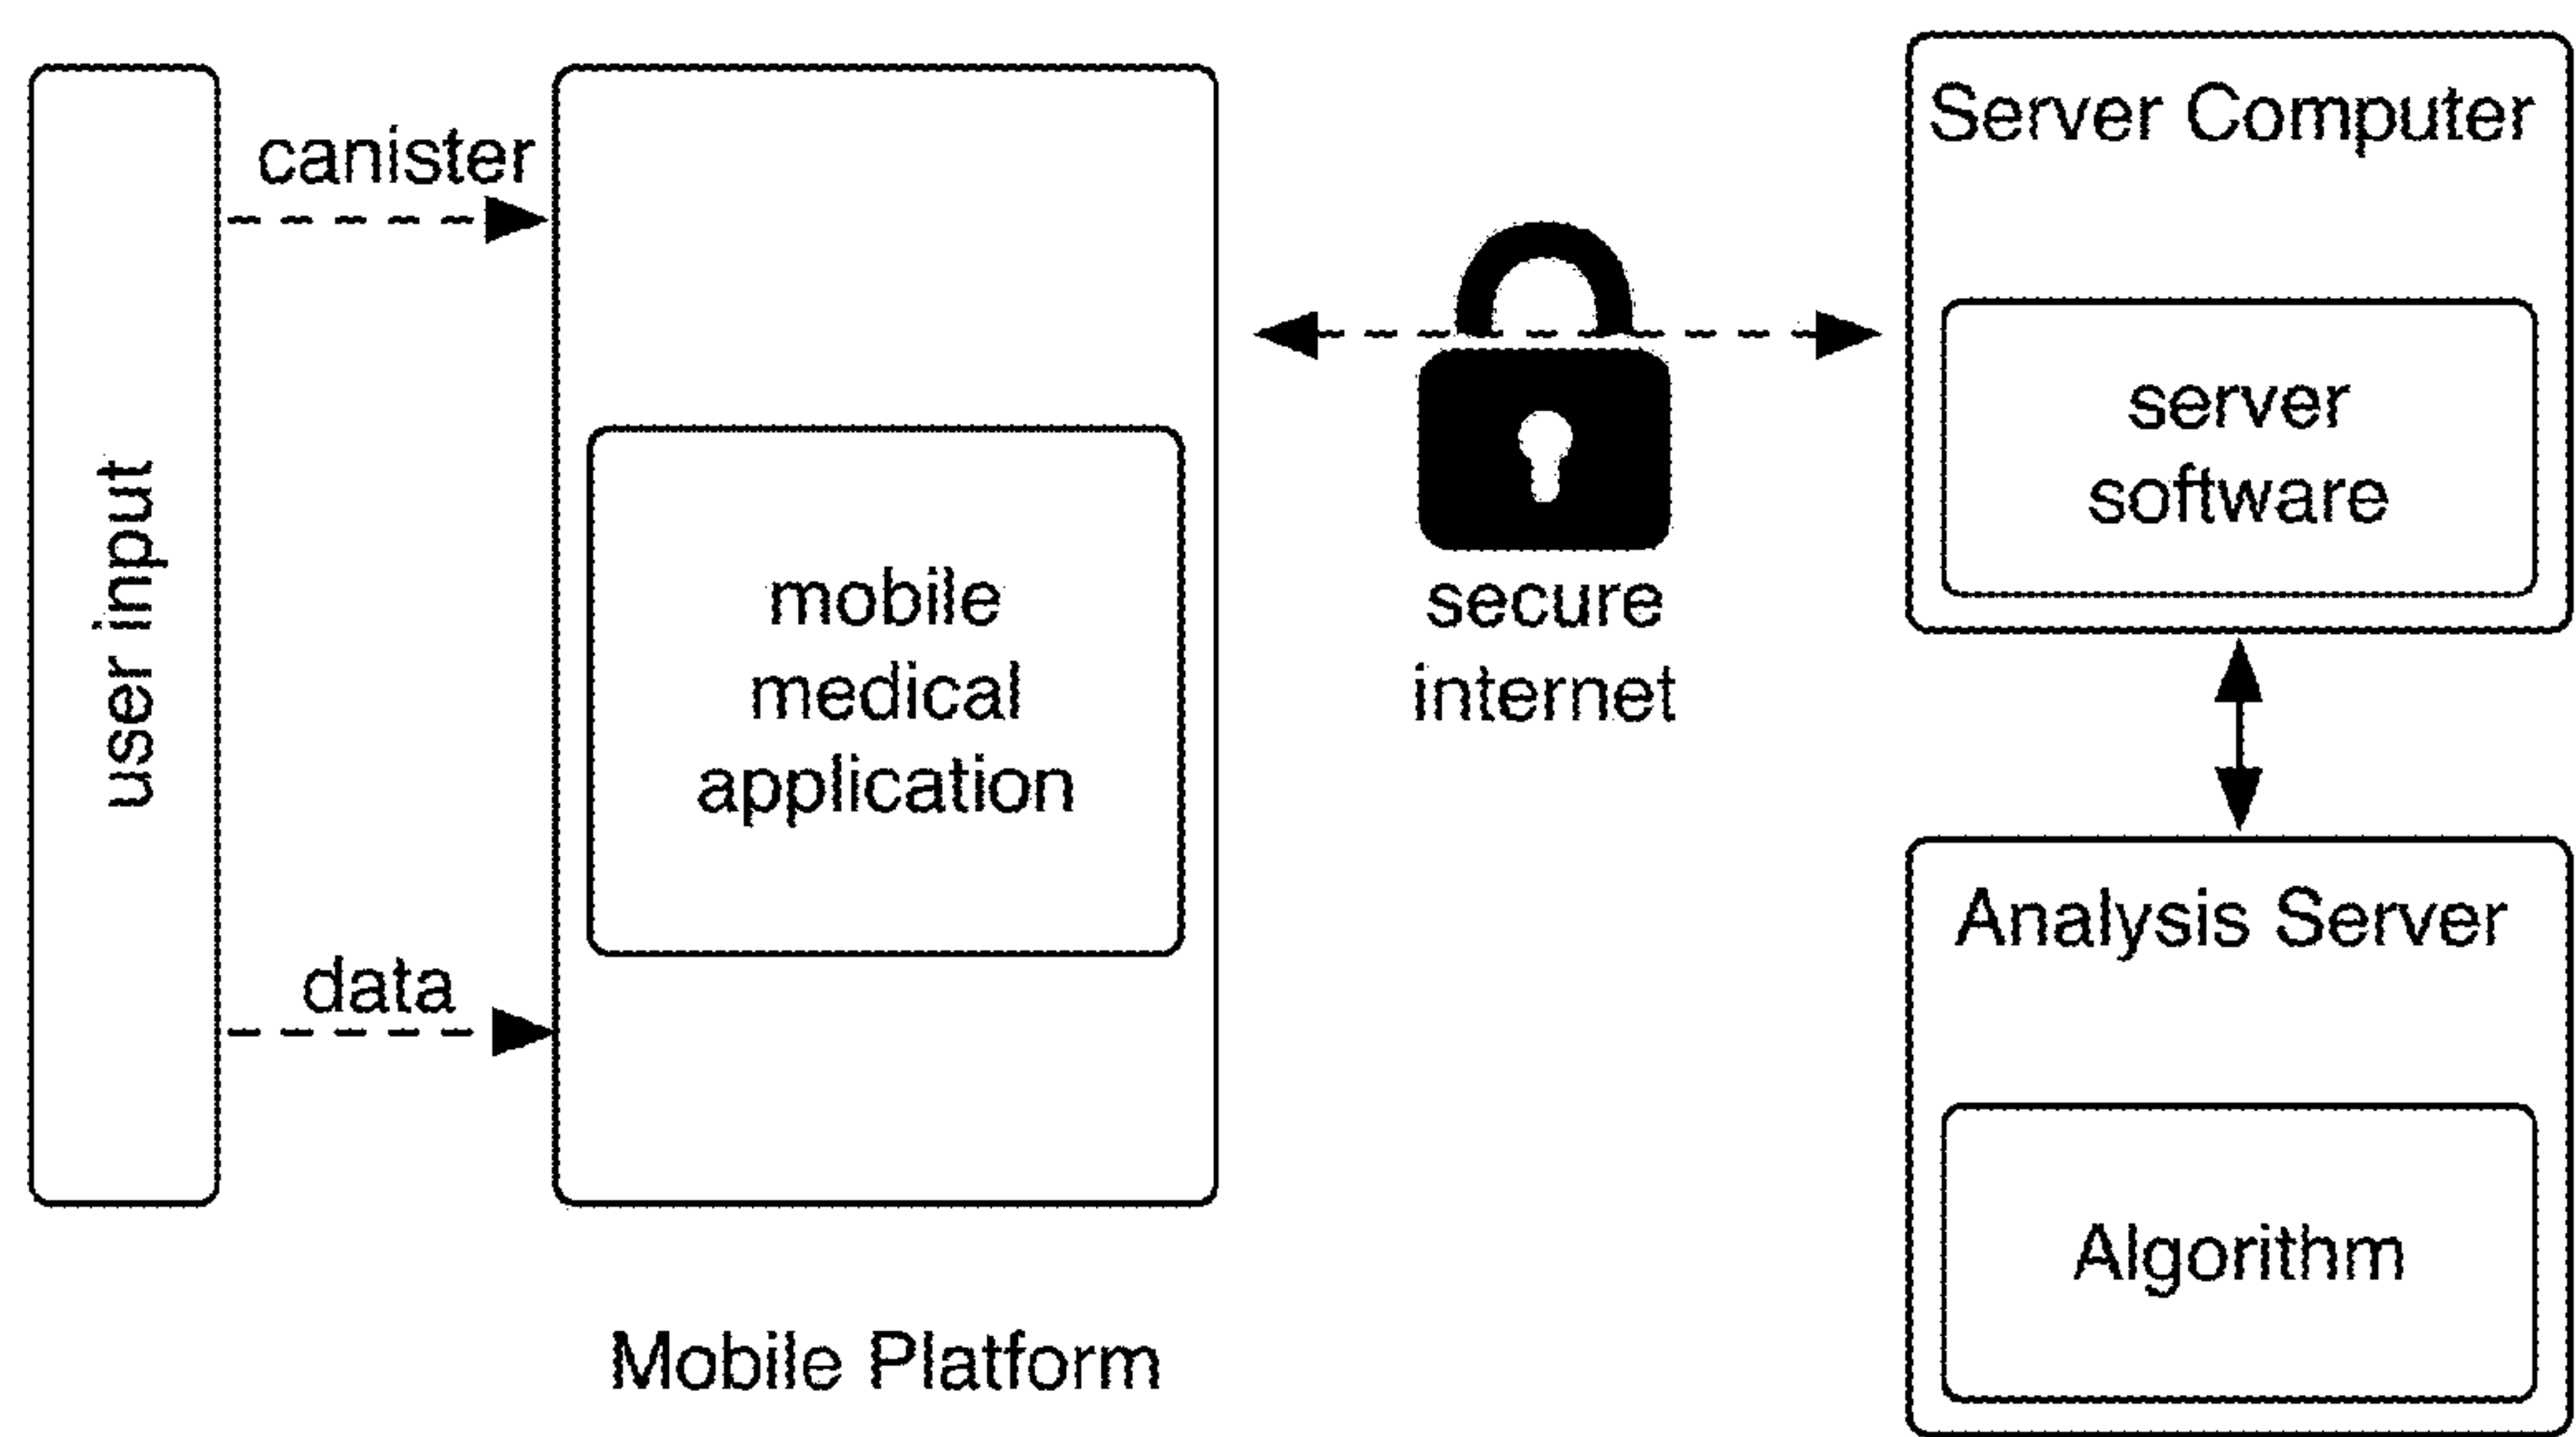 user input
canister
data
mobile
medical
application
Mobile Platform
secure
internet
Server Computer
server
software
Analysis Server
Algorithm